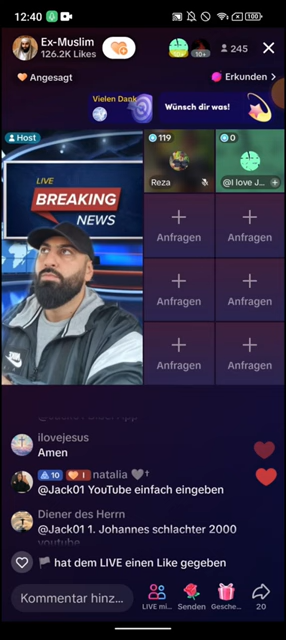 12:40
100
Ex-Muslim
126.2K Likes
10+
245
Angesagt
Erkunden >
Vielen Dank
Wünsch dir was!
Host
LIVE
BREAKING
NEWS
119
0
Reza
@I love J...
Anfragen
Anfragen
Anfragen
Anfragen
Anfragen
Anfragen
ilovejesus
Amen
10
I
natalia
@Jack01 YouTube einfach eingeben
Diener des Herrn
@Jack01 1. Johannes schlachter 2000
youtube
hat dem LIVE einen Like gegeben
Kommentar hinz...
LIVE mi...
Senden
Gesche...
20